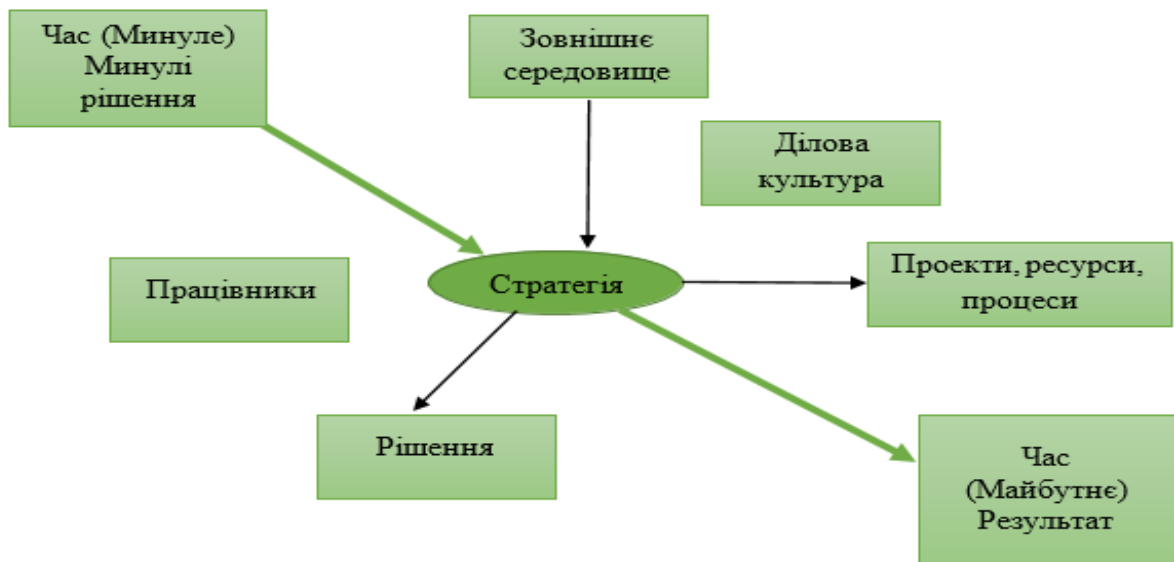 Час (Минуле)
Минулі
рішення
Зовнішнє
середовище
Ділова
культура
Працівники
Стратегія
Проекти, ресурси,
процеси
Рішення
Час
(Майбутнє)
Результат